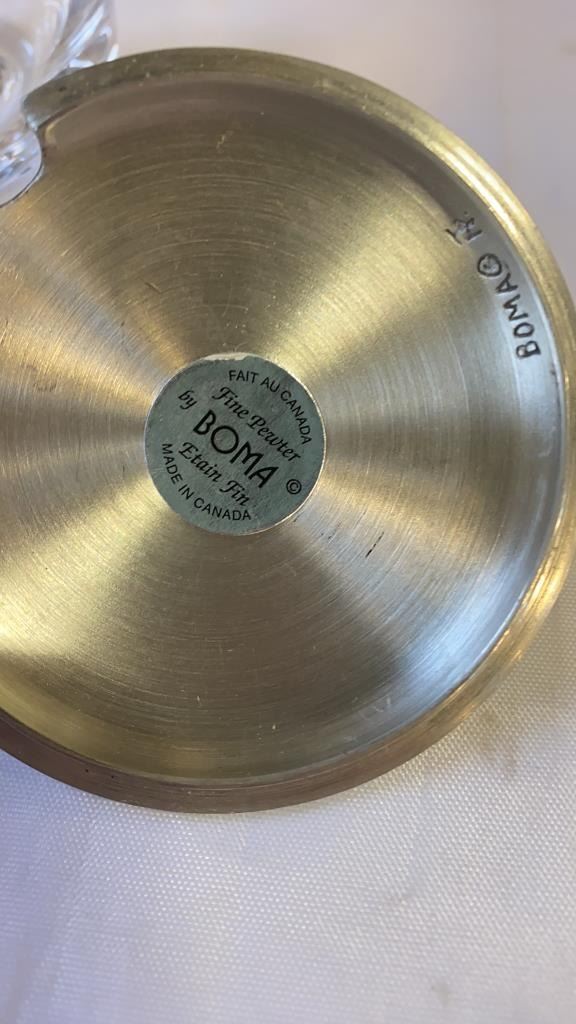 FAIT AU CANADA
Fine Pewter
by
BOMA
Etain Fin
©
MADE IN CANADA
BOMA ©